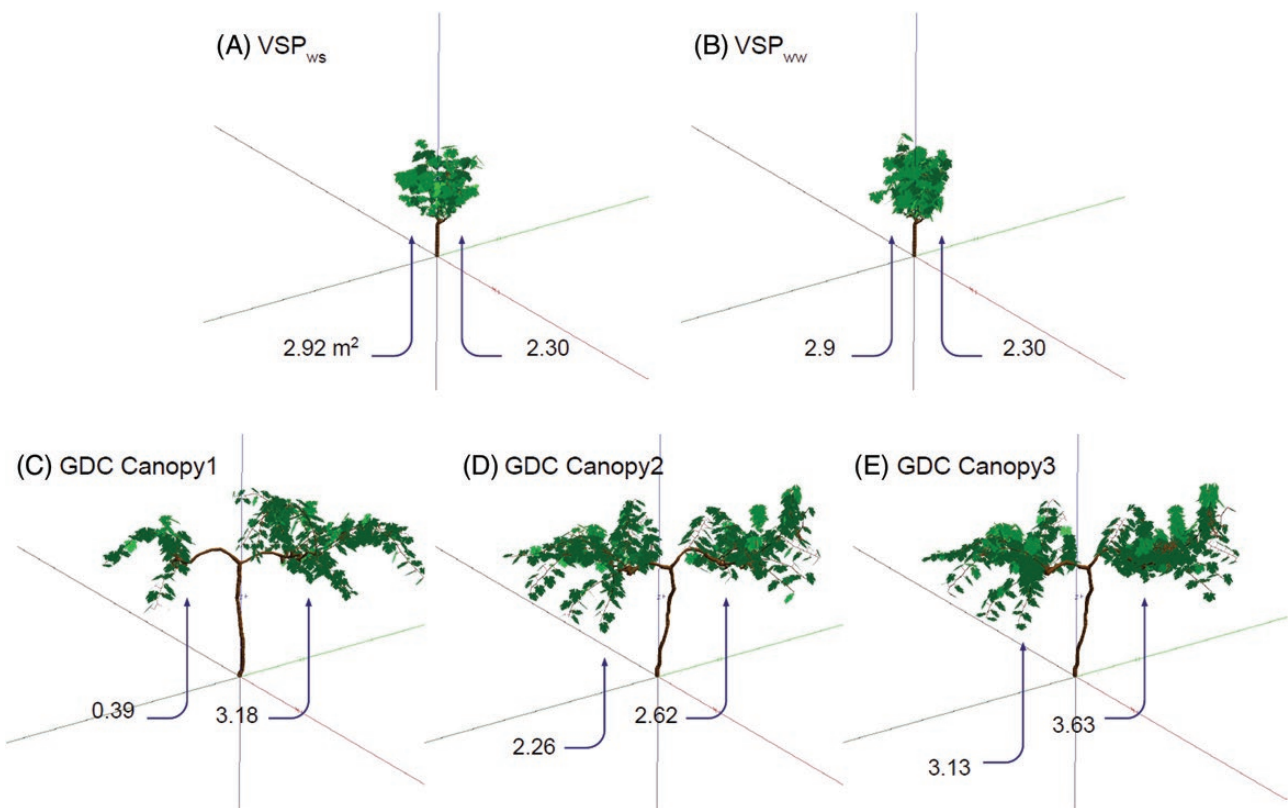 (A) VSPws
(B) VSPww
2.92 m²
2.30
2.9
2.30
(C) GDC Canopy1
(D) GDC Canopy2
(E) GDC Canopy3
0.39
3.18
2.26
2.62
3.13
3.63